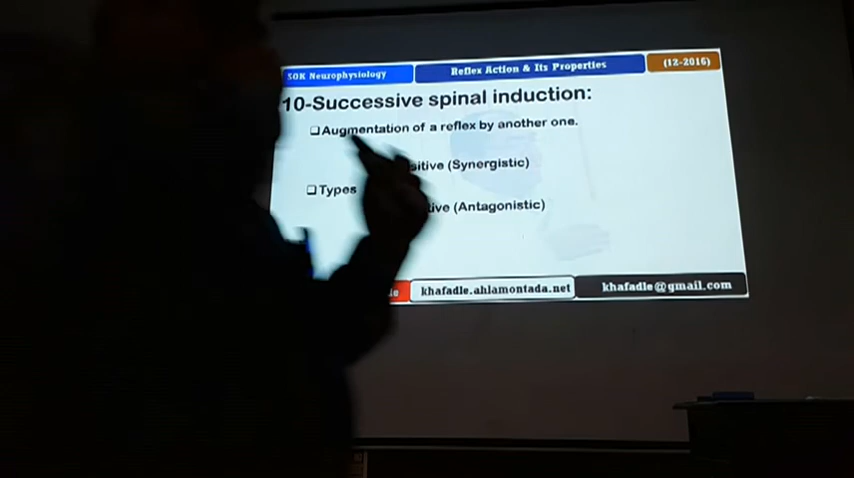 SOK Neurophysiology
Reflex Action & Its Properties
(12-2016)
10-Successive spinal induction:
Augmentation of a reflex by another one.
sitive (Synergistic)
Types
ive (Antagonistic)
khafadle.ahlamontada.net
khafadle@gmail.com